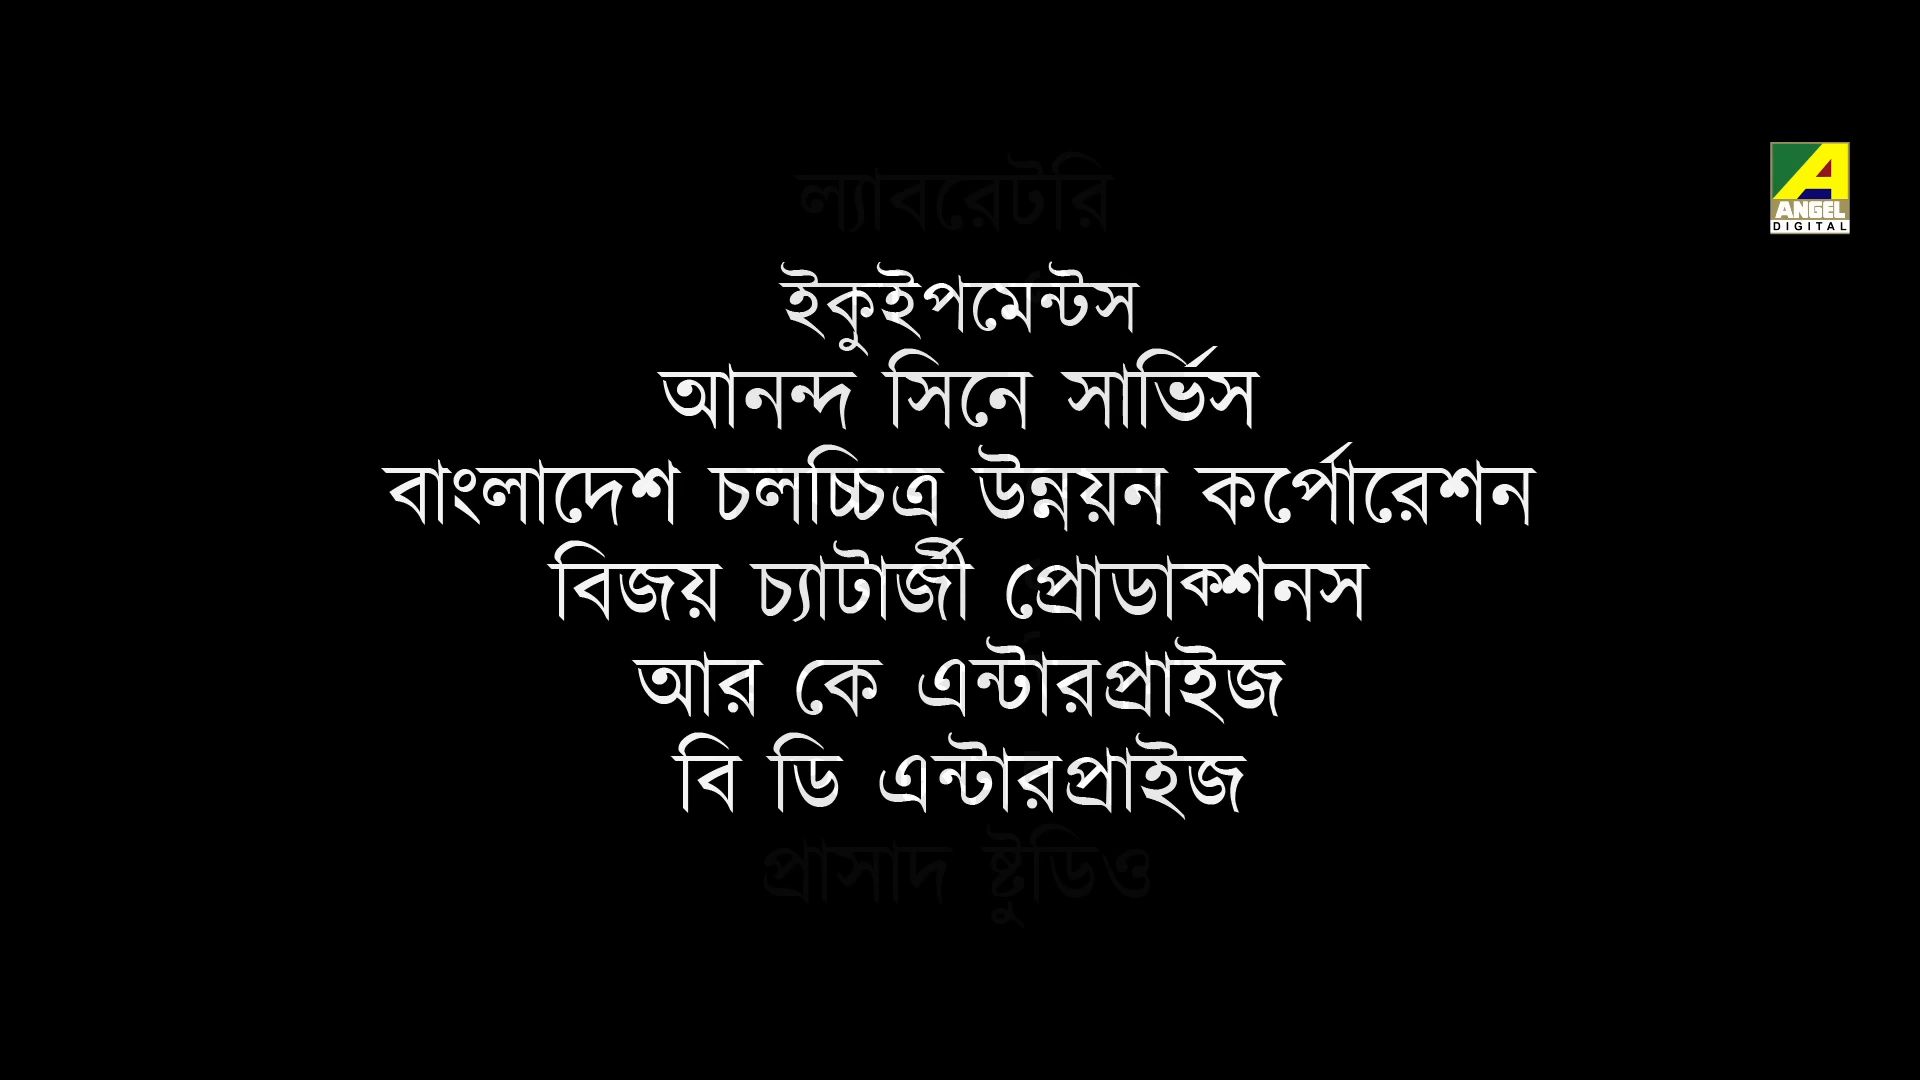 ল্যাবরেটরি
ইকুইপমেন্টস
আনন্দ সিনে সার্ভিস
বাংলাদেশ চলচ্চিত্র উন্নয়ন কর্পোরেশন
বিজয় চ্যাটার্জী প্রোডাকশনস
আর কে এন্টারপ্রাইজ
বি ডি এন্টারপ্রাইজ
প্রাসাদ ষ্টুডিও
ANGEL
DIGITAL